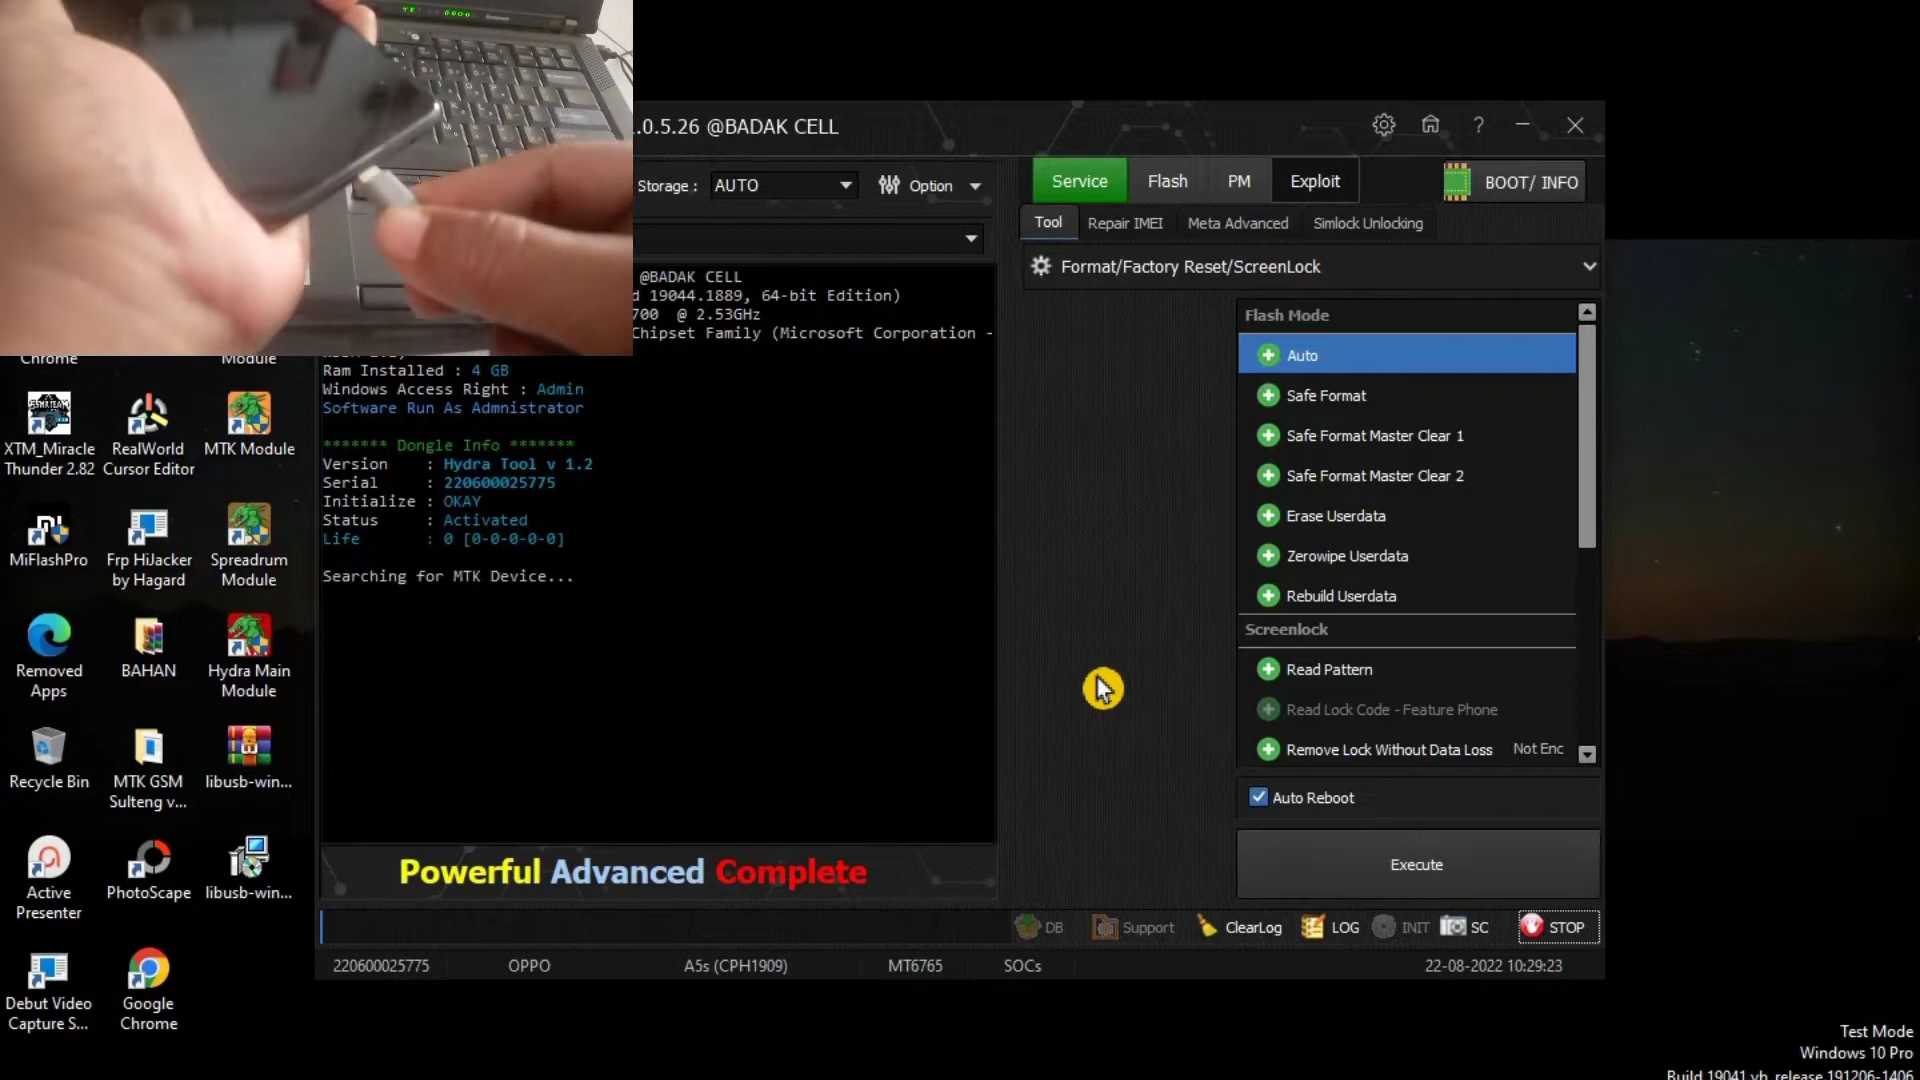 .0.5.26 @BADAK CELL
Storage : AUTO Option
Service Flash PM Exploit BOOT/ INFO
Tool Repair IMEI Meta Advanced Simlock Unlocking
Format/Factory Reset/ScreenLock
@BADAK CELL
d 19044.1889, 64-bit Edition)
700 @ 2.53GHz
Chipset Family (Microsoft Corporation -
Ram Installed : 4 GB
Windows Access Right : Admin
Software Run As Admnistrator
******* Dongle Info *******
Version : Hydra Tool v 1.2
Serial : 220600025775
Initialize : OKAY
Status : Activated
Life : 0 [0-0-0-0-0]
Searching for MTK Device...
Flash Mode
Auto
Safe Format
Safe Format Master Clear 1
Safe Format Master Clear 2
Erase Userdata
Zerowipe Userdata
Rebuild Userdata
Screenlock
Read Pattern
Read Lock Code - Feature Phone
Remove Lock Without Data Loss Not Enc
Auto Reboot
Execute
Powerful Advanced Complete
DB Support ClearLog LOG INIT SC STOP
220600025775 OPPO A5s (CPH1909) MT6765 SOCs 22-08-2022 10:29:23
Chrome
Module
XTM_Miracle
Thunder 2.82
RealWorld
Cursor Editor
MTK Module
MiFlashPro
Frp HiJacker
by Hagard
Spreadrum
Module
Removed
Apps
BAHAN
Hydra Main
Module
Recycle Bin
MTK GSM
Sulteng v...
libusb-win...
Active
Presenter
PhotoScape
libusb-win...
Debut Video
Capture S...
Google
Chrome
Test Mode
Windows 10 Pro
Build 19041.vb_release.191206-1406